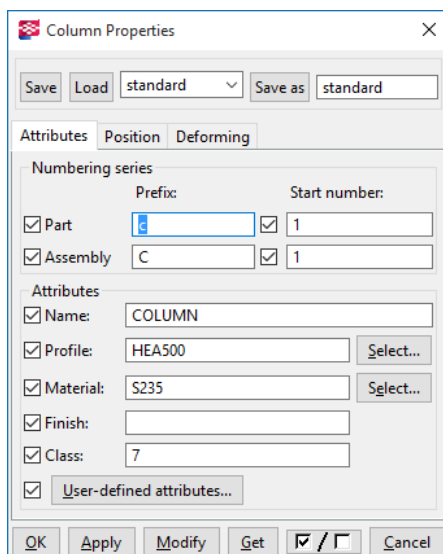 Column Properties
Save Load standard Save as standard
Attributes Position Deforming
Numbering series
Prefix: Start number:
Part c 1
Assembly C 1
Attributes
Name: COLUMN
Profile: HEA500 Select...
Material: S235 Select...
Finish:
Class: 7
User-defined attributes...
OK Apply Modify Get / Cancel